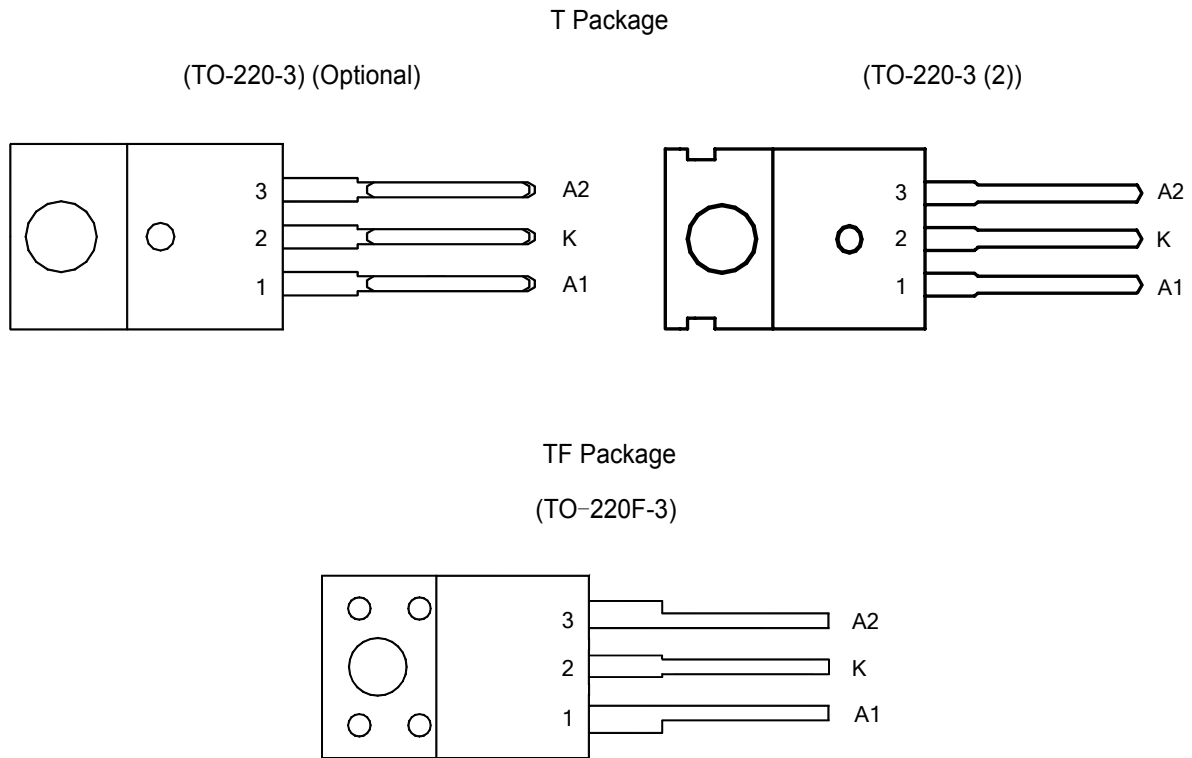 T Package
(TO-220-3) (Optional)
(TO-220-3 (2))
3 A2
2 K
1 A1
3 A2
2 K
1 A1
TF Package
(TO-220F-3)
3 A2
2 K
1 A1